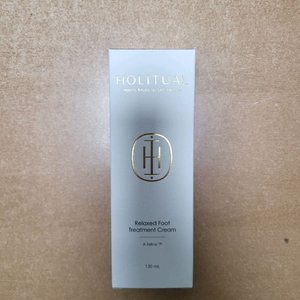 HOLITUAL
Relaxed Foot
Treatment Cream
150 mL